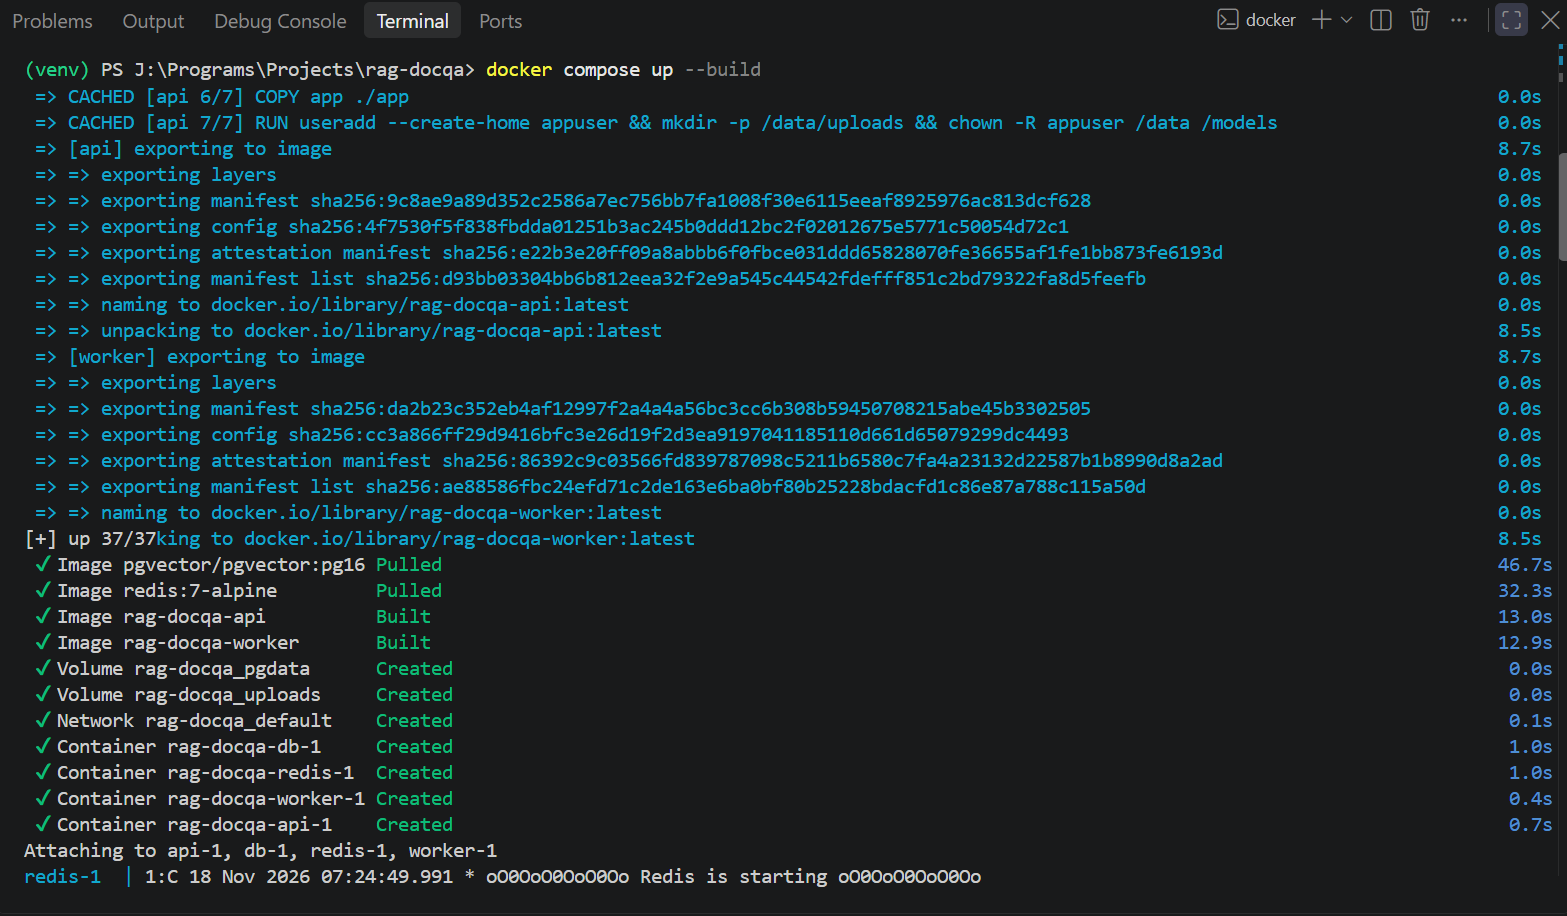 Problems Output Debug Console Terminal Ports docker
(venv) PS J:\Programs\Projects\rag-docqa> docker compose up --build
=> CACHED [api 6/7] COPY app ./app 0.0s
=> CACHED [api 7/7] RUN useradd --create-home appuser && mkdir -p /data/uploads && chown -R appuser /data /models 0.0s
=> [api] exporting to image 8.7s
=> => exporting layers 0.0s
=> => exporting manifest sha256:9c8ae9a89d352c2586a7ec756bb7fa1008f30e6115eeaf8925976ac813dcf628 0.0s
=> => exporting config sha256:4f7530f5f838fbdda01251b3ac245b0ddd12bc2f02012675e5771c50054d72c1 0.0s
=> => exporting attestation manifest sha256:e22b3e20ff09a8abbb6f0fbce031ddd65828070fe36655af1fe1bb873fe6193d 0.0s
=> => exporting manifest list sha256:d93bb03304bb6b812eea32f2e9a545c44542fdefff851c2bd79322fa8d5feefb 0.0s
=> => naming to docker.io/library/rag-docqa-api:latest 0.0s
=> => unpacking to docker.io/library/rag-docqa-api:latest 8.5s
=> [worker] exporting to image 8.7s
=> => exporting layers 0.0s
=> => exporting manifest sha256:da2b23c352eb4af12997f2a4a4a56bc3cc6b308b59450708215abe45b3302505 0.0s
=> => exporting config sha256:cc3a866ff29d9416bfc3e26d19f2d3ea9197041185110d661d65079299dc4493 0.0s
=> => exporting attestation manifest sha256:86392c9c03566fd839787098c5211b6580c7fa4a23132d22587b1b8990d8a2ad 0.0s
=> => exporting manifest list sha256:ae88586fbc24efd71c2de163e6ba0bf80b25228bdacfd1c86e87a788c115a50d 0.0s
=> => naming to docker.io/library/rag-docqa-worker:latest 0.0s
[+] up 37/37king to docker.io/library/rag-docqa-worker:latest 8.5s
✓ Image pgvector/pgvector:pg16 Pulled 46.7s
✓ Image redis:7-alpine Pulled 32.3s
✓ Image rag-docqa-api Built 13.0s
✓ Image rag-docqa-worker Built 12.9s
✓ Volume rag-docqa_pgdata Created 0.0s
✓ Volume rag-docqa_uploads Created 0.0s
✓ Network rag-docqa_default Created 0.1s
✓ Container rag-docqa-db-1 Created 1.0s
✓ Container rag-docqa-redis-1 Created 1.0s
✓ Container rag-docqa-worker-1 Created 0.4s
✓ Container rag-docqa-api-1 Created 0.7s
Attaching to api-1, db-1, redis-1, worker-1
redis-1 | 1:C 18 Nov 2026 07:24:49.991 * oO0OoO0OoO0Oo Redis is starting oO0OoO0OoO0Oo